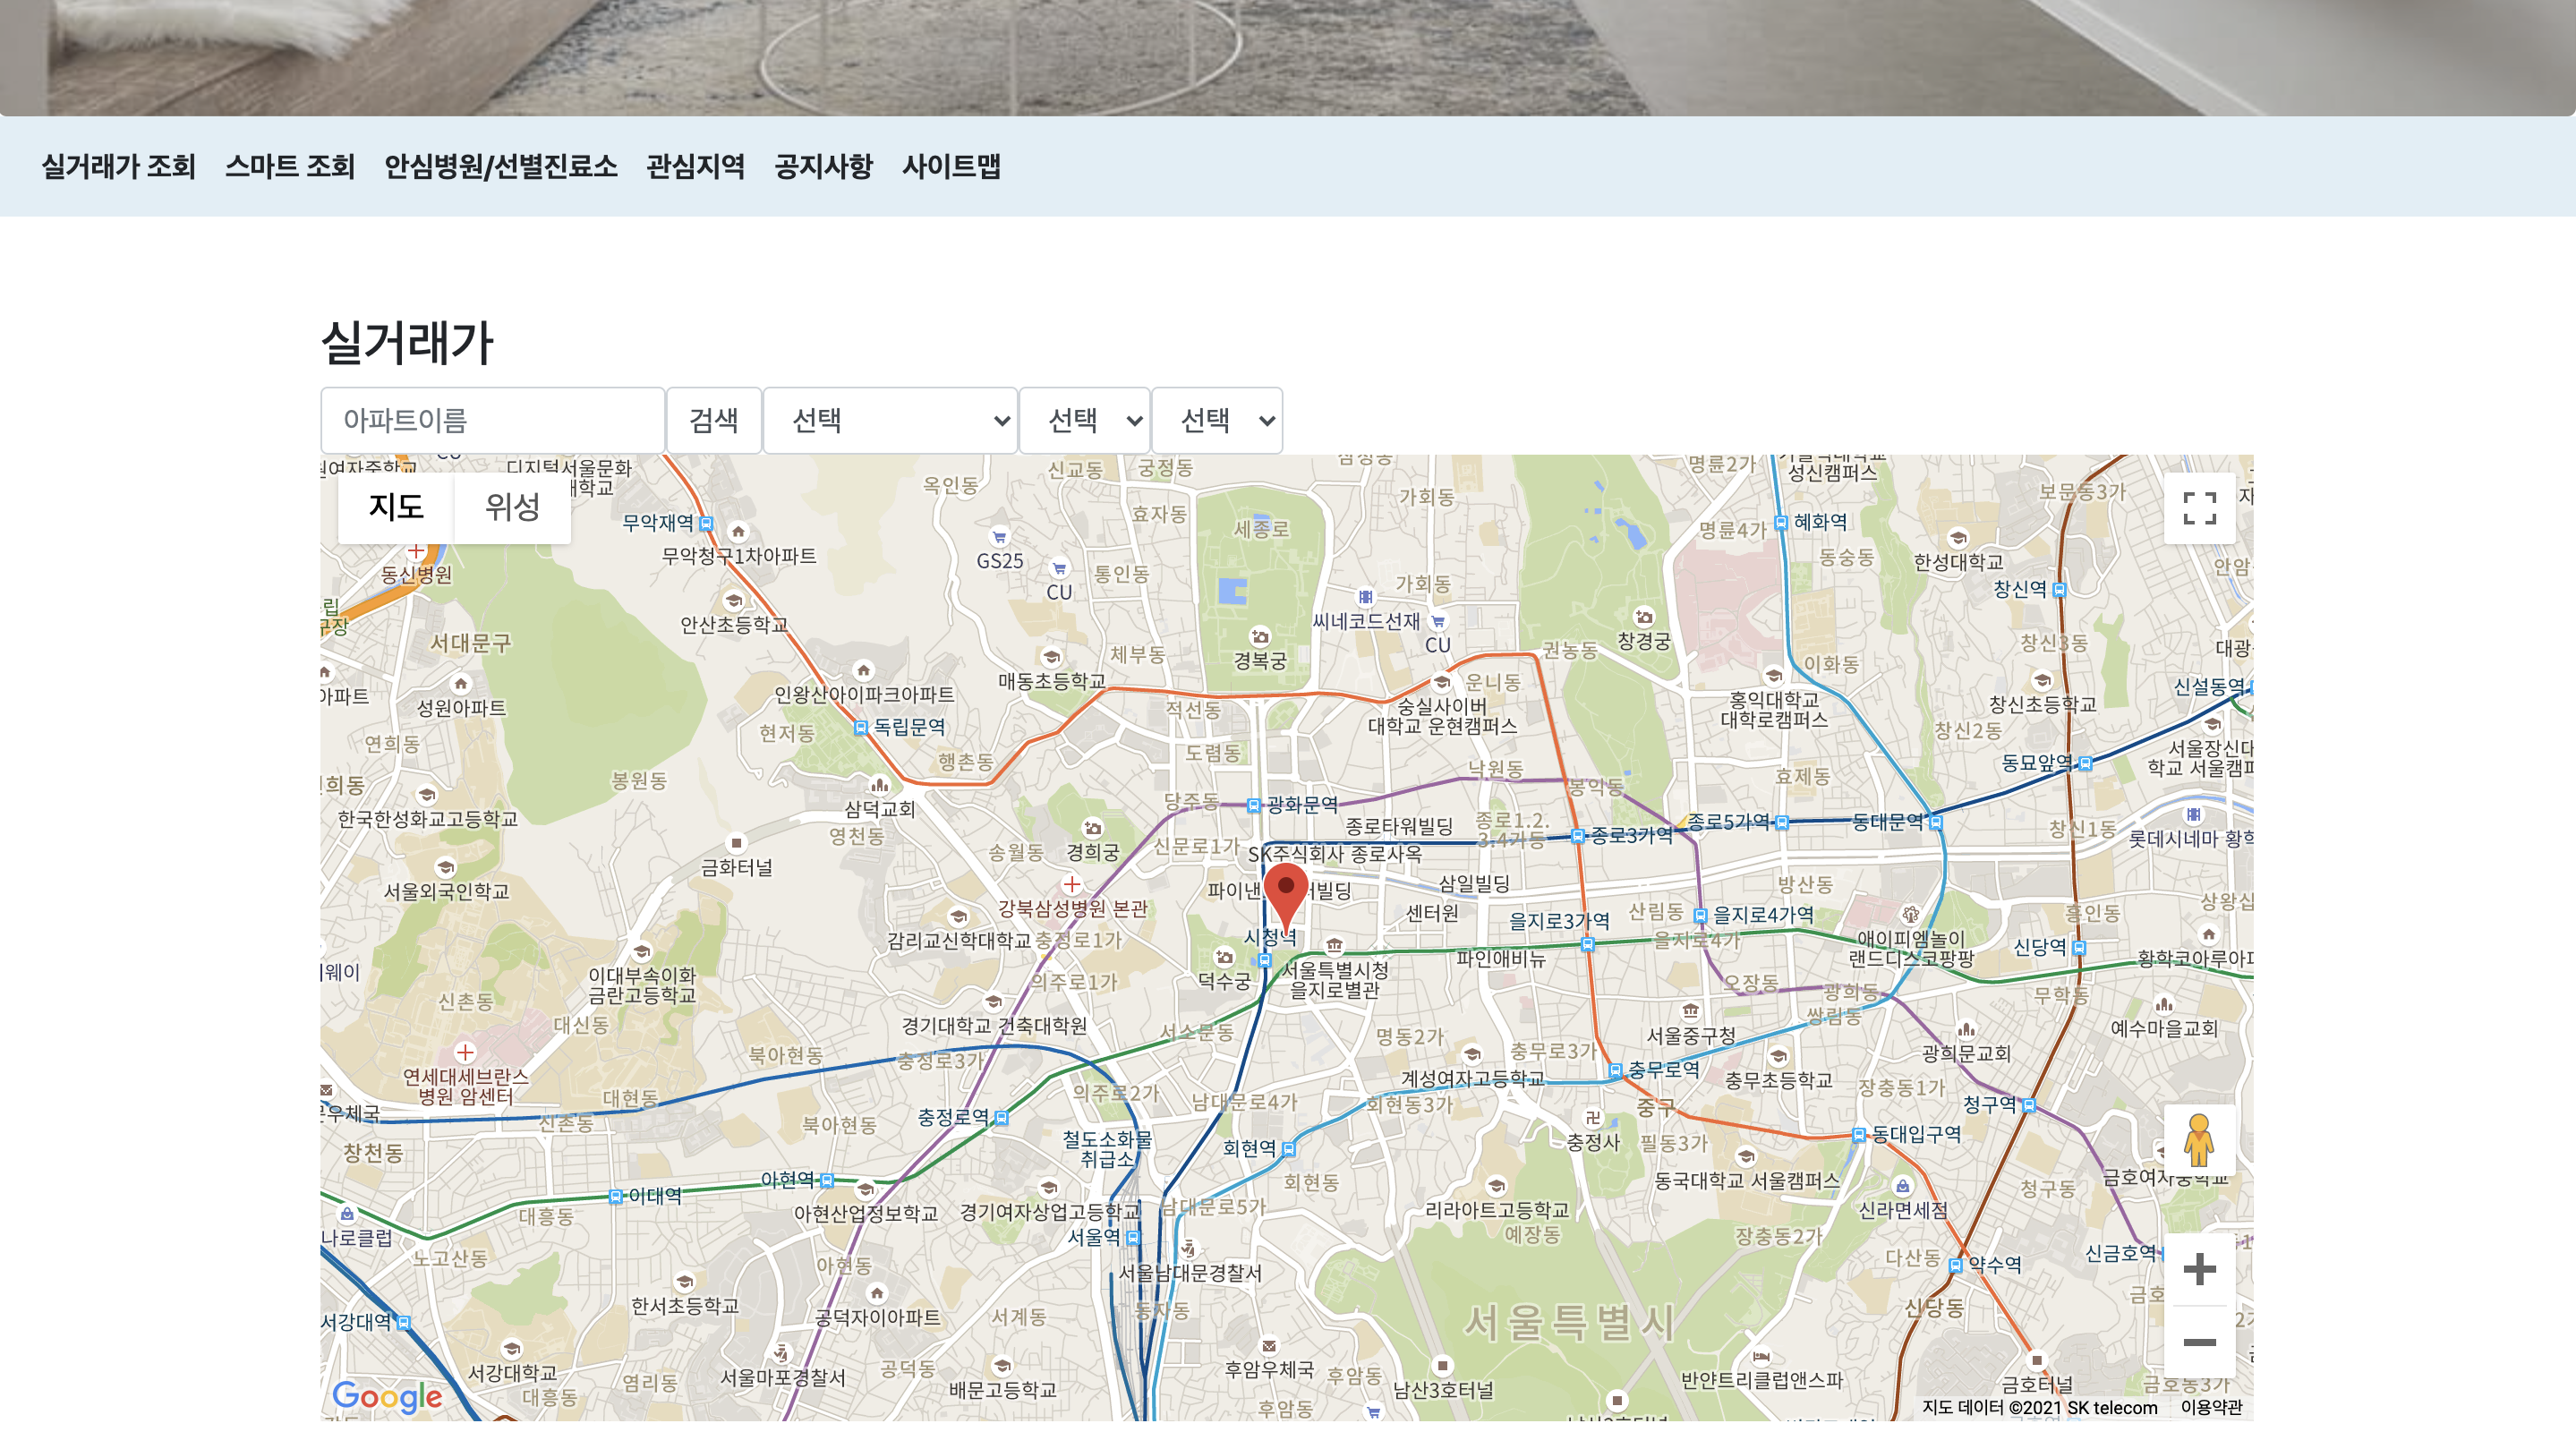 실거래가 조회 스마트 조회 안심병원/선별진료소 관심지역 공지사항 사이트맵
실거래가
아파트이름 검색 선택 선택 선택
지도 위성
디지털서울문화
신교동
궁정동
명륜2가
성신캠퍼스
옥인동
가회동
보문동3가
효자동
세종로
무악재역
무악청구1차아파트
명륜4가
혜화역
동숭동
한성대학교
GS25
CU
통인동
가회동
동신병원
창신역
씨네코드선재
CU
창경궁
안산초등학교
서대문구
체부동
경복궁
권농동
이화동
창신3동
성원아파트
인왕산아이파크아파트
매동초등학교
운니동
숭실사이버
대학교 운현캠퍼스
홍익대학교
대학로캠퍼스
창신초등학교
신설동역
현저동
독립문역
적선동
창신2동
연희동
도렴동
행촌동
낙원동
봉익동
효제동
동묘앞역
봉원동
삼덕교회
당주동
광화문역
종로1.2.
3.4가동
종로타워빌딩
종로3가역
종로5가역
동대문역
창신1동
한국한성화교고등학교
영천동
송월동
경희궁
신문로1가
SK주식회사 종로사옥
금화터널
서울외국인학교
강북삼성병원 본관
삼일빌딩
방산동
센터원
감리교신학대학교
충정로1가
시청역
을지로3가역
산림동
을지로4가역
을지로4가
흥인동
애이피엠놀이
랜드디스코팡팡
신당역
이대부속이화
금란고등학교
의주로1가
덕수궁
서울특별시청
을지로별관
파인애비뉴
오장동
광희동
무학동
황학코아루아파
신촌동
대신동
경기대학교 건축대학원
서소문동
명동2가
서울중구청
쌍림동
예수마을교회
북아현동
충정로3가
충무로3가
충무로역
광희문교회
연세대세브란스
병원 암센터
계성여자고등학교
충무초등학교
장충동1가
대현동
의주로2가
남대문로4가
회현동3가
중구
신촌동
북아현동
충정로역
청구역
창천동
철도소화물
취급소
회현역
충정사
필동3가
동대입구역
이대역
아현역
회현동
동국대학교 서울캠퍼스
청구동
금호여자중학교
대흥동
아현산업정보학교
경기여자상업고등학교
남대문로5가
리라아트고등학교
신라면세점
나로클럽
서울역
예장동
장충동2가
노고산동
아현동
서울남대문경찰서
다산동
약수역
신금호역
한서초등학교
공덕자이아파트
서계동
동자동
서울특별시
신당동
서강대역
서강대학교
서울마포경찰서
공덕동
배문고등학교
후암우체국
후암동
남산3호터널
반얀트리클럽앤스파
금호터널
금호동3가
염리동
대흥동
후암동
Google
지도 데이터 ©2021 SK telecom 이용약관